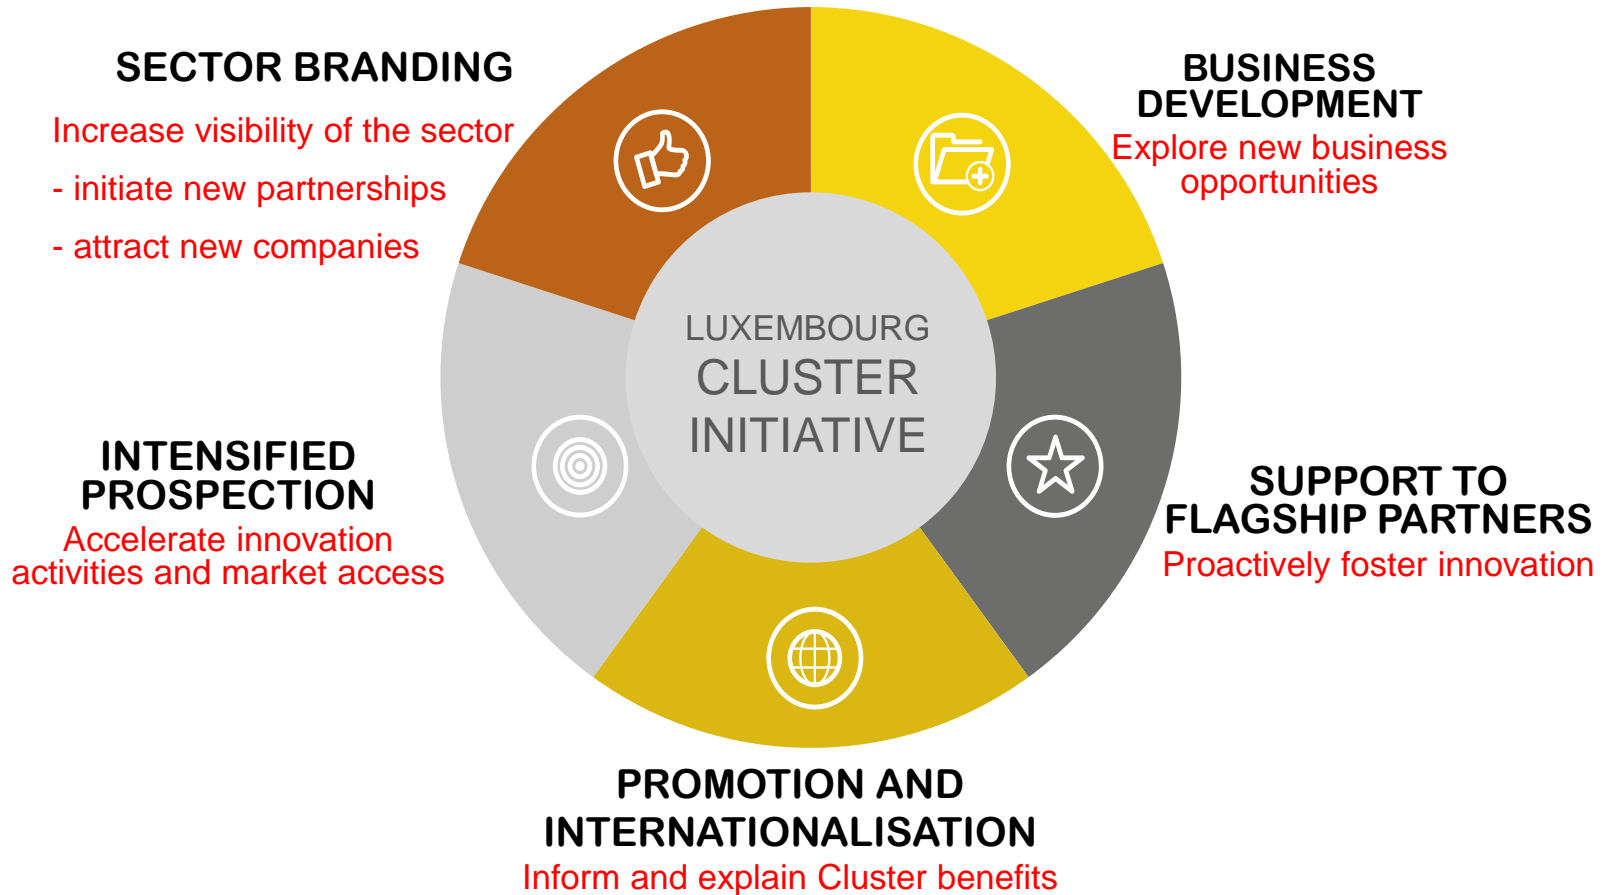 SECTOR BRANDING
Increase visibility of the sector
- initiate new partnerships
- attract new companies
BUSINESS
DEVELOPMENT
Explore new business
opportunities
LUXEMBOURG
CLUSTER
INITIATIVE
INTENSIFIED
PROSPECTION
Accelerate innovation
activities and market access
SUPPORT TO
FLAGSHIP PARTNERS
Proactively foster innovation
PROMOTION AND
INTERNATIONALISATION
Inform and explain Cluster benefits